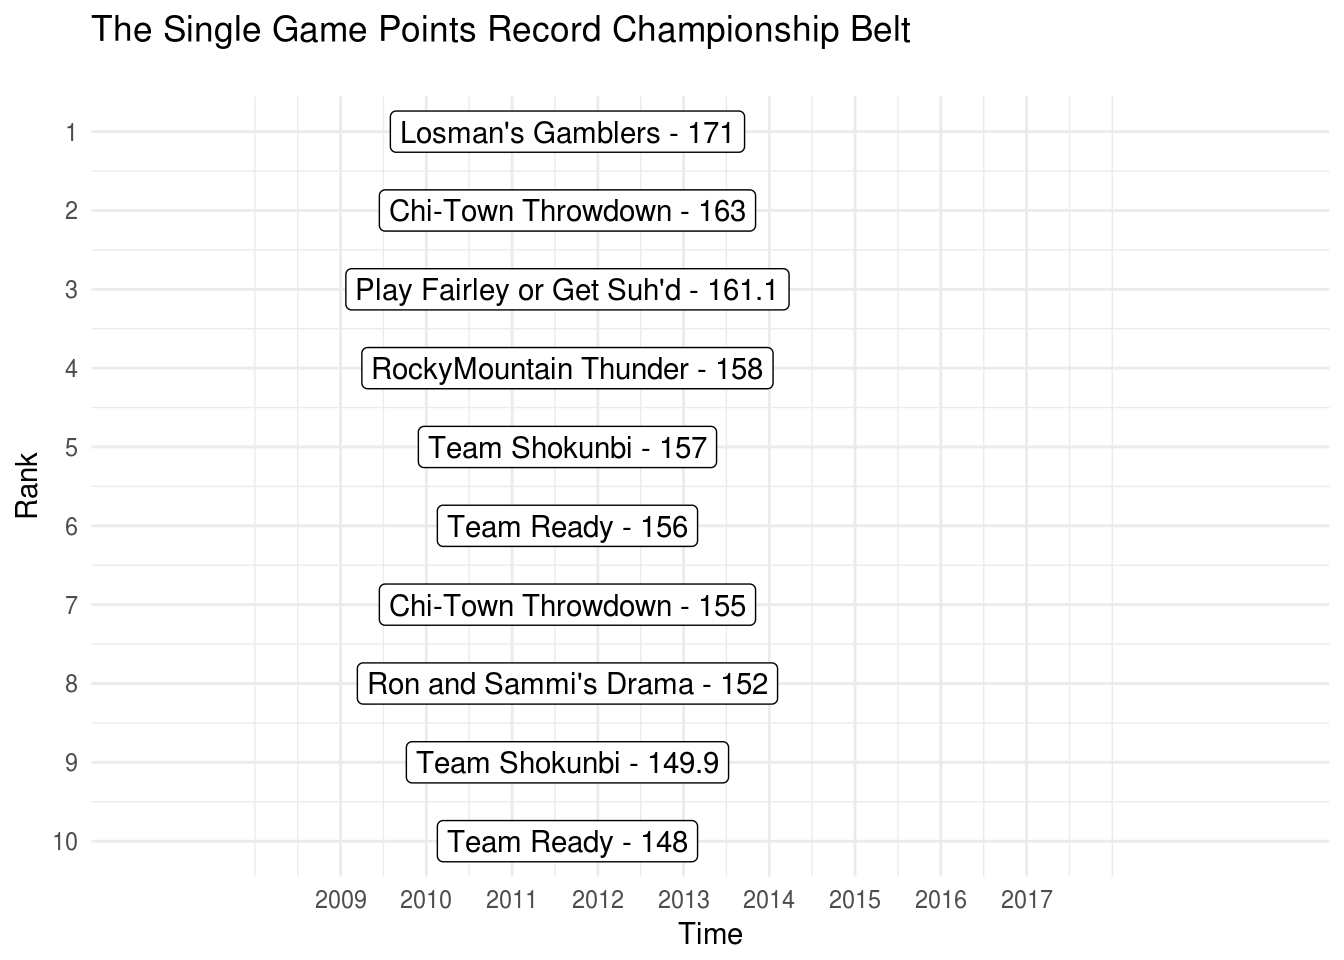 The Single Game Points Record Championship Belt
1 Losman's Gamblers - 171
2 Chi-Town Throwdown - 163
3 Play Fairley or Get Suh'd - 161.1
4 RockyMountain Thunder - 158
5 Team Shokunbi - 157
6 Team Ready - 156
7 Chi-Town Throwdown - 155
8 Ron and Sammi's Drama - 152
9 Team Shokunbi - 149.9
10 Team Ready - 148
Rank
2009 2010 2011 2012 2013 2014 2015 2016 2017
Time